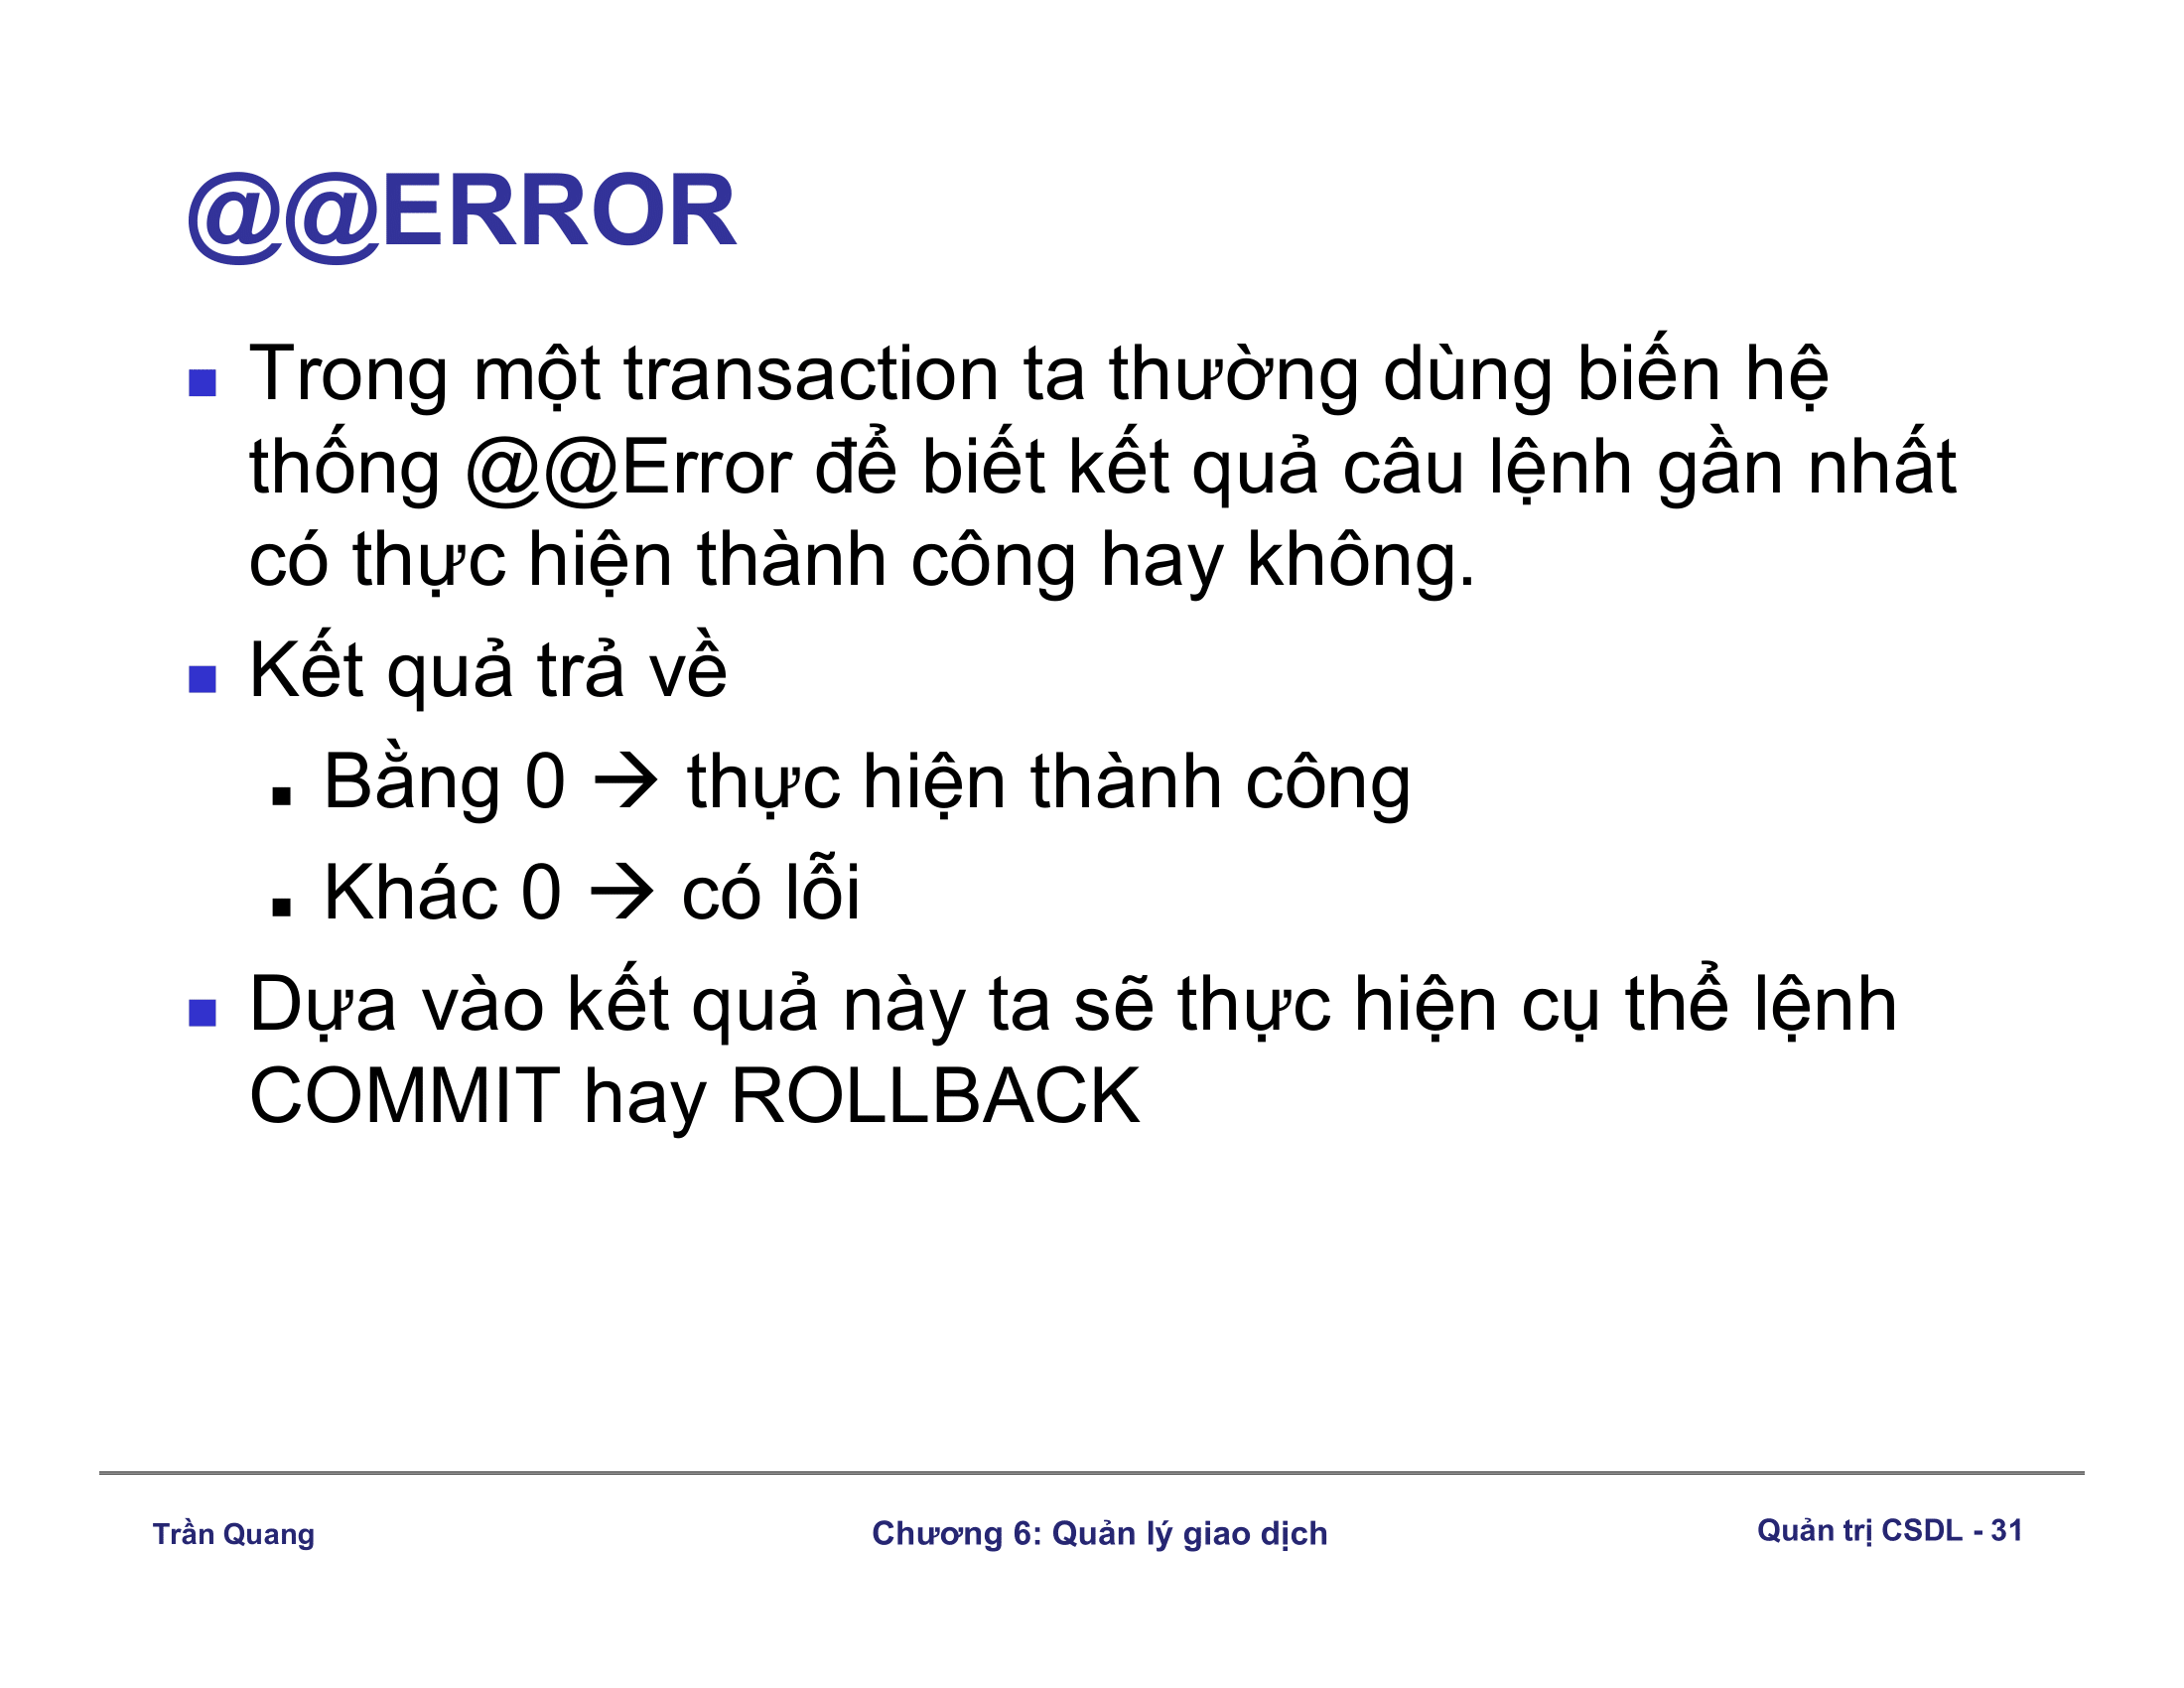 @@ERROR
Trong một transaction ta thường dùng biến hệ
thống @@Error để biết kết quả câu lệnh gần nhất
có thực hiện thành công hay không.
Kết quả trả về
Bằng 0 → thực hiện thành công
Khác 0 → có lỗi
Dựa vào kết quả này ta sẽ thực hiện cụ thể lệnh
COMMIT hay ROLLBACK
Trần Quang
Chương 6: Quản lý giao dịch
Quản trị CSDL - 31